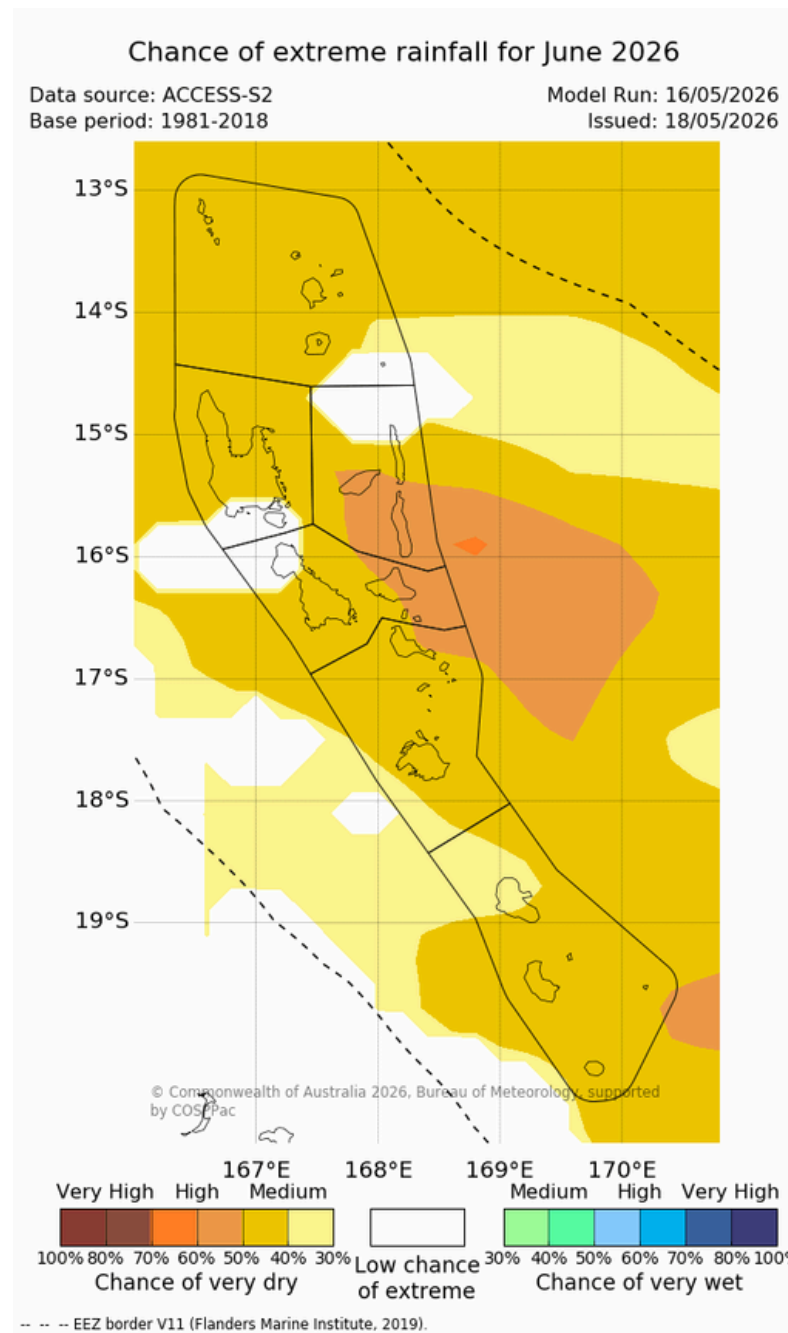 Chance of extreme rainfall for June 2026
Data source: ACCESS-S2
Model Run: 16/05/2026
Base period: 1981-2018
Issued: 18/05/2026
13°S
14°S
15°S
16°S
17°S
18°S
19°S
© Commonwealth of Australia 2026, Bureau of Meteorology, supported
by COSPPac
167°E 168°E 169°E 170°E
Very High High Medium
Medium High Very High
100% 80% 70% 60% 50% 40% 30%
30% 40% 50% 60% 70% 80% 100%
Chance of very dry
Low chance
of extreme
Chance of very wet
-- -- -- EEZ border V11 (Flanders Marine Institute, 2019).